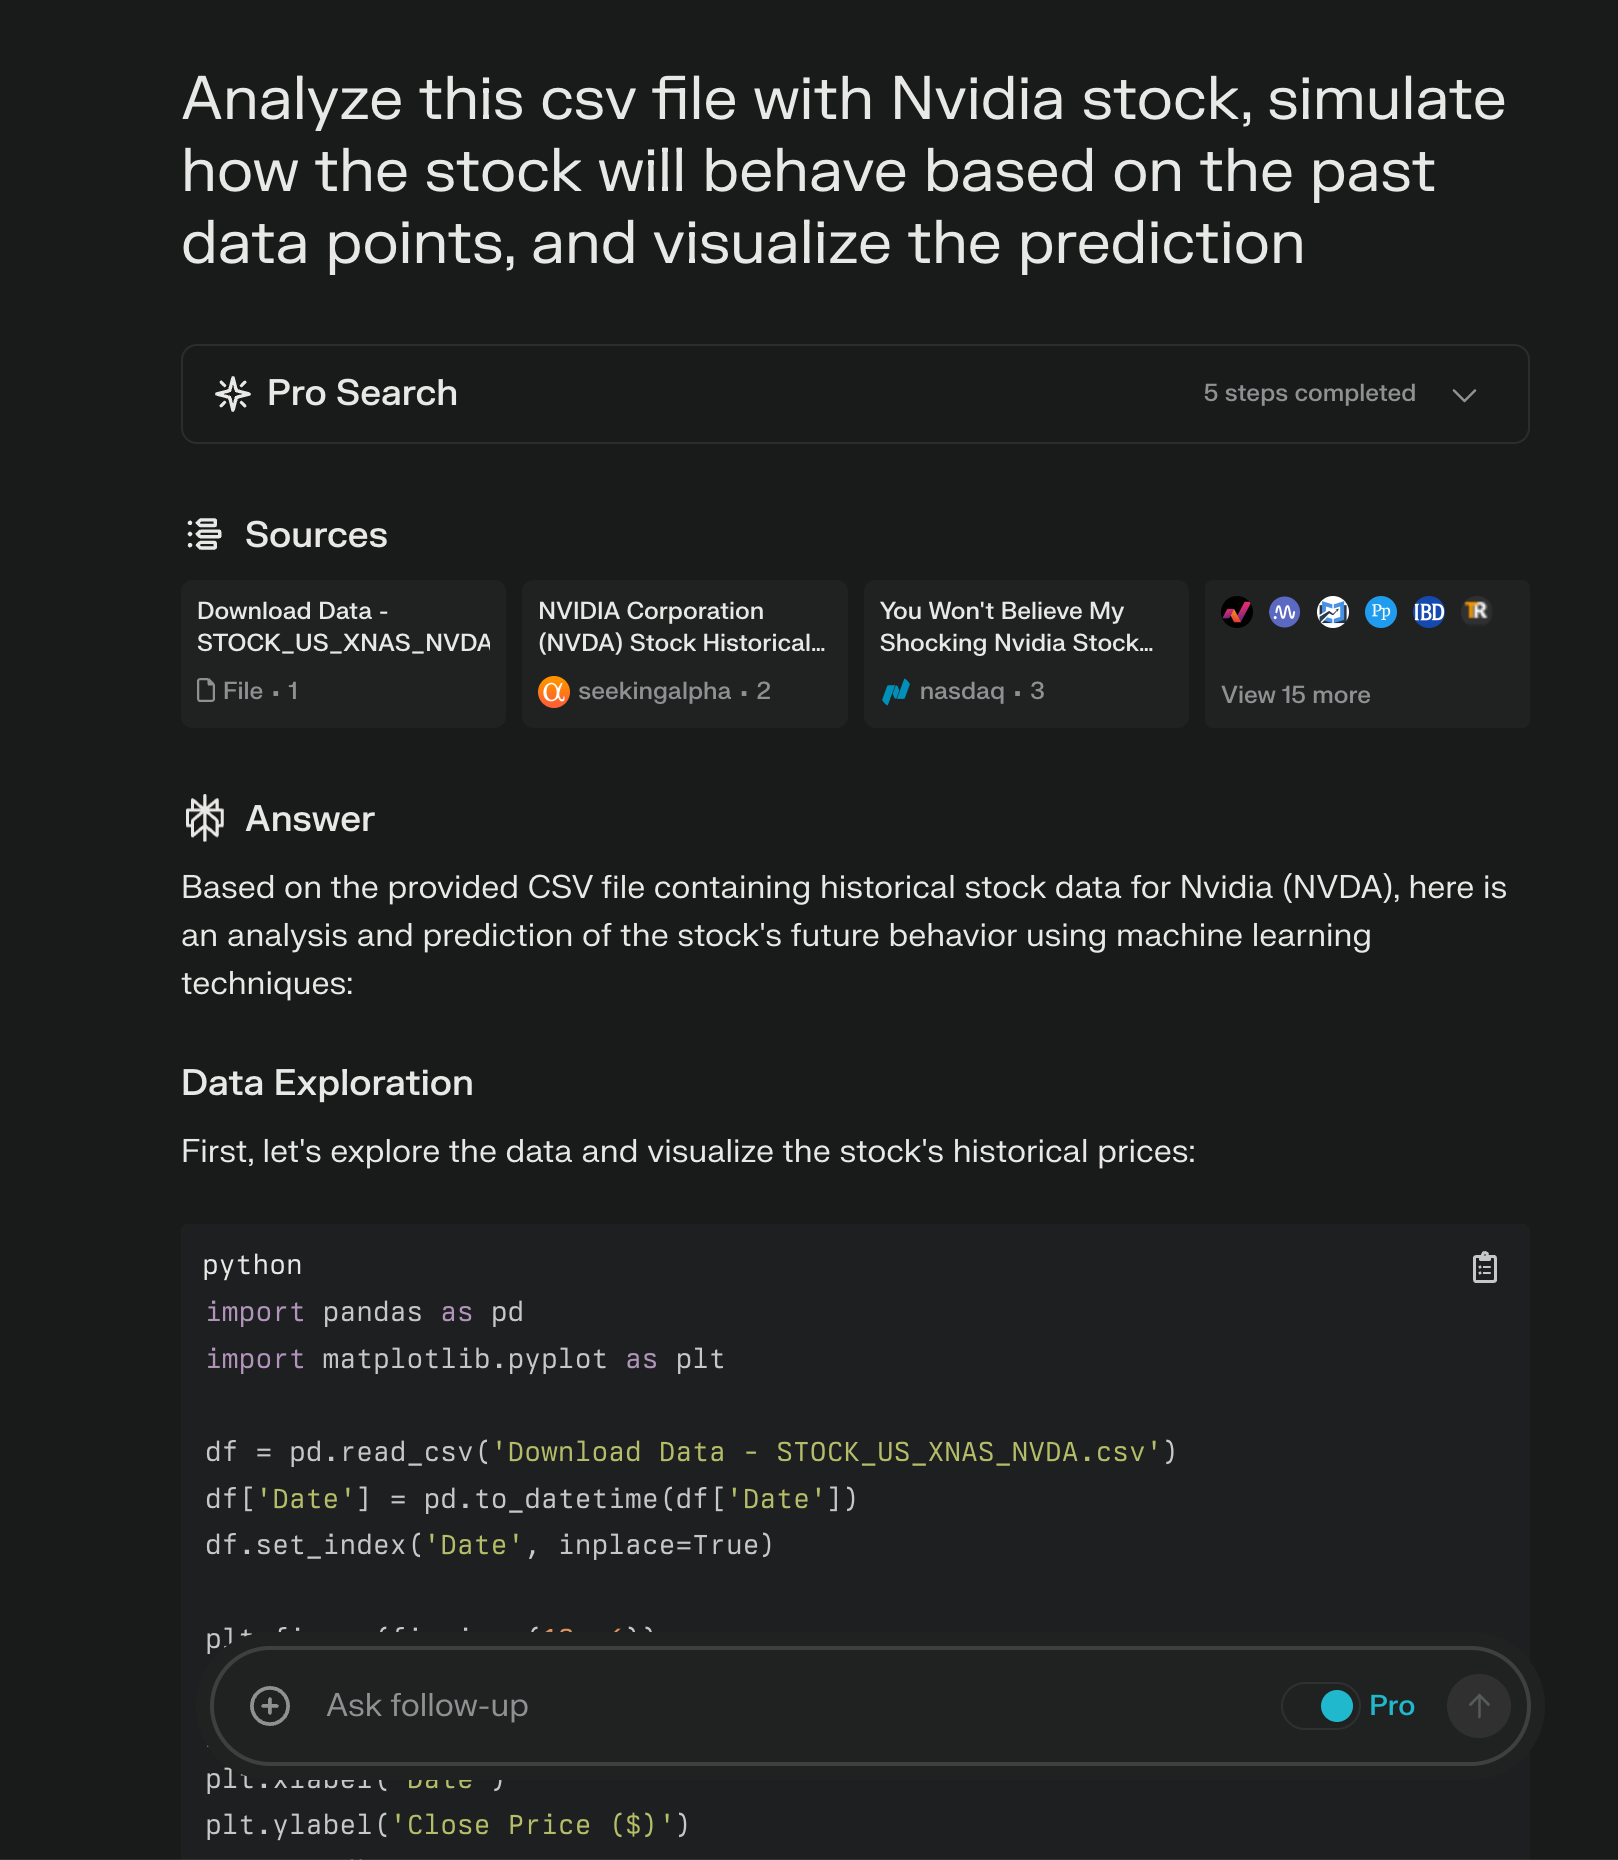 Analyze this csv file with Nvidia stock, simulate
how the stock will behave based on the past
data points, and visualize the prediction
Pro Search
5 steps completed
Sources
Download Data -
STOCK_US_XNAS_NVDA
File · 1
NVIDIA Corporation
(NVDA) Stock Historical...
α
seekingalpha · 2
You Won't Believe My
Shocking Nvidia Stock...
nasdaq · 3
Pp
IBD
TR
View 15 more
Answer
Based on the provided CSV file containing historical stock data for Nvidia (NVDA), here is
an analysis and prediction of the stock's future behavior using machine learning
techniques:
Data Exploration
First, let's explore the data and visualize the stock's historical prices:
python
import pandas as pd
import matplotlib.pyplot as plt
df = pd.read_csv('Download Data - STOCK_US_XNAS_NVDA.csv')
df['Date'] = pd.to_datetime(df['Date'])
df.set_index('Date', inplace=True)
Ask follow-up
Pro
plt.xlabel('Date')
plt.ylabel('Close Price ($)')